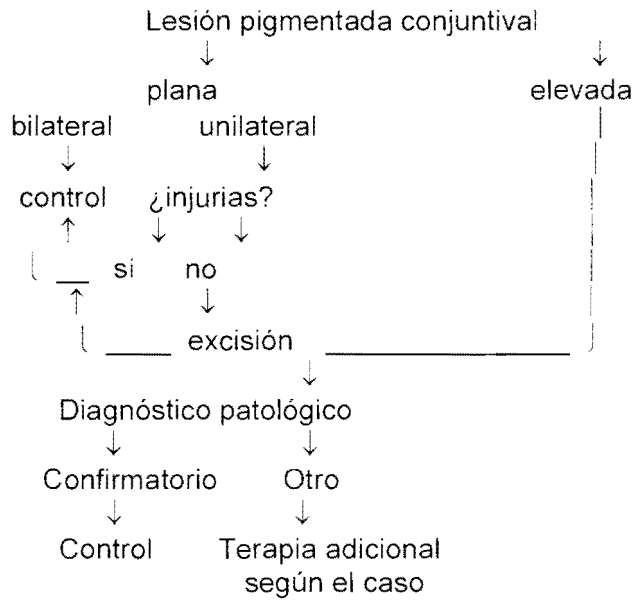 Lesión pigmentada conjuntival
plana elevada
bilateral unilateral
control ¿injurias?
sí no
excisión
Diagnóstico patológico
Confirmatorio Otro
Control Terapia adicional
según el caso